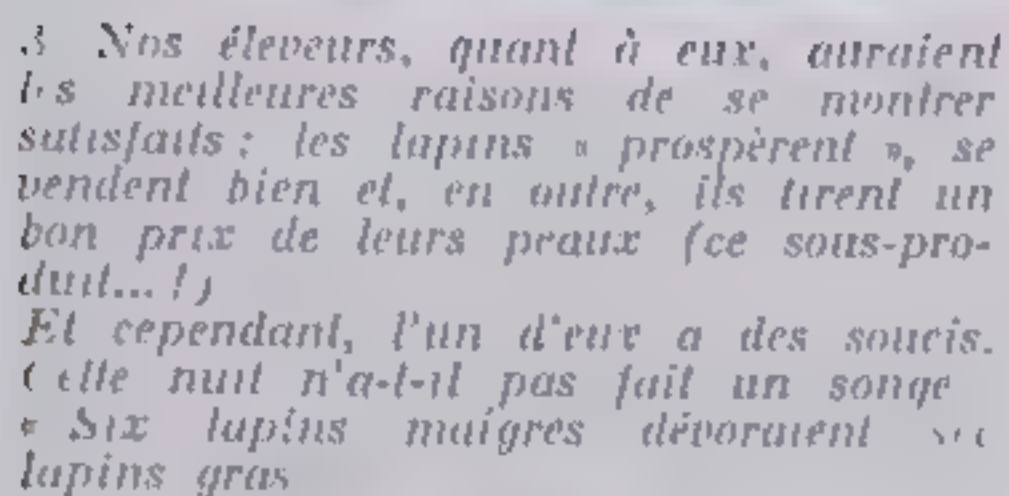 3 Nos éleveurs, quant à eux, auraient
les meilleures raisons de se montrer
satisfaits : les lapins « prospèrent », se
vendent bien et, en outre, ils tirent un
bon prix de leurs peaux (ce sous-pro-
duit... !)
Et cependant, l'un d'eux a des soucis.
Cette nuit n'a-t-il pas fait un songe
« Six lapins maigres dévoraient six
lapins gras